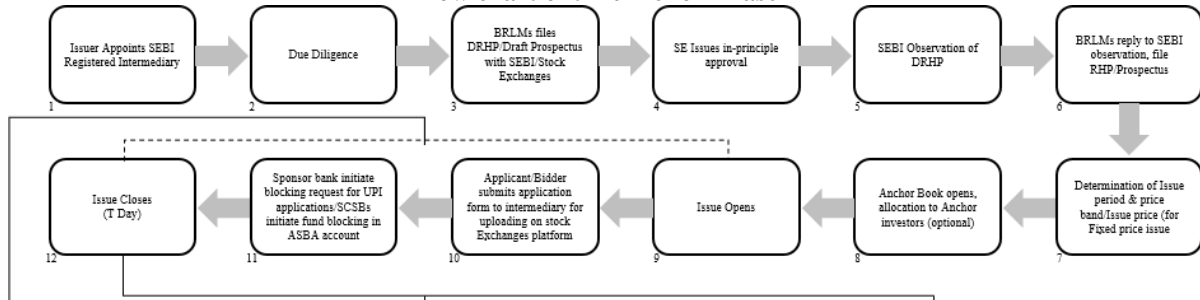 Issuer Appoints SEBI
Registered Intermediary
1
Due Diligence
2
BRLMs files
DRHP/Draft Prospectus
with SEBI/Stock
Exchanges
3
SE Issues in-principle
approval
4
SEBI Observation of
DRHP
5
BRLMs reply to SEBI
observation, file
RHP/Prospectus
6
Determination of Issue
period & price
band/Issue price (for
Fixed price issue
7
Anchor Book opens,
allocation to Anchor
investors (optional)
8
Issue Opens
9
Applicant/Bidder
submits application
form to intermediary for
uploading on stock
Exchanges platform
10
Sponsor bank initiate
blocking request for UPI
applications/SCSBs
initiate fund blocking in
ASBA account
11
Issue Closes
(T Day)
12